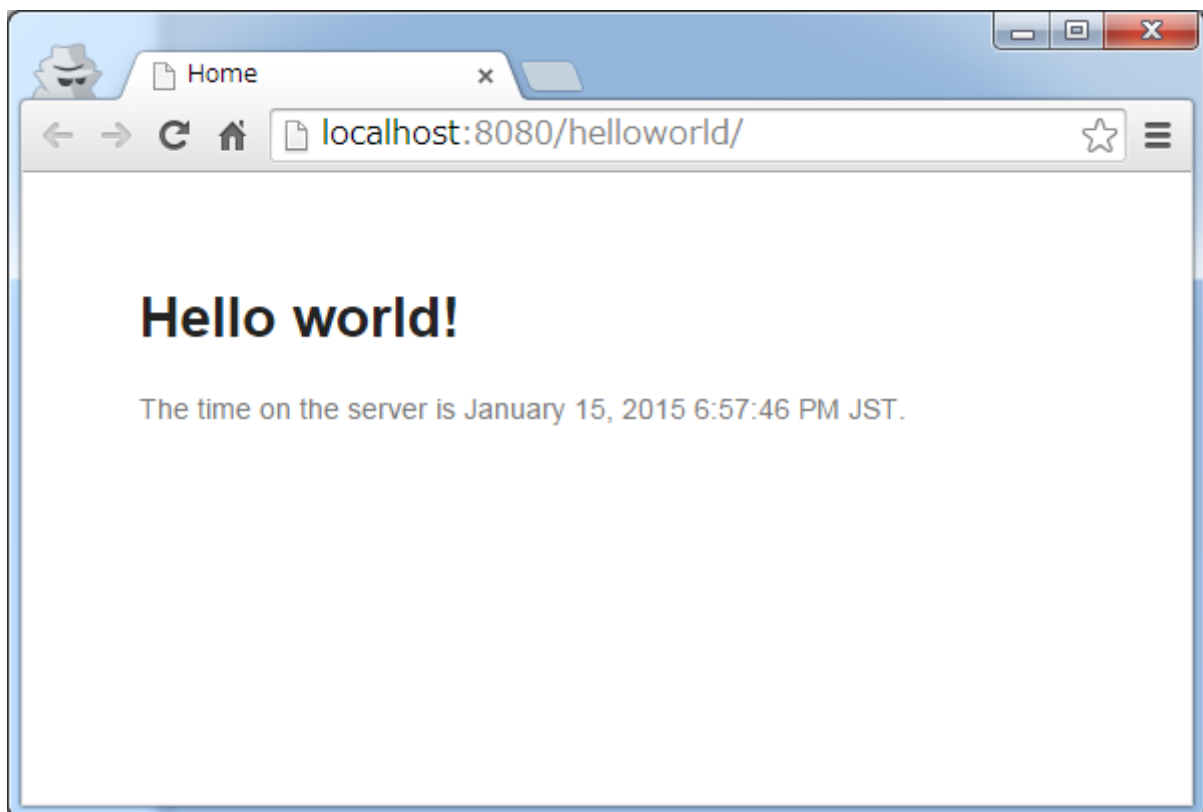 Home
localhost:8080/helloworld/
Hello world!
The time on the server is January 15, 2015 6:57:46 PM JST.